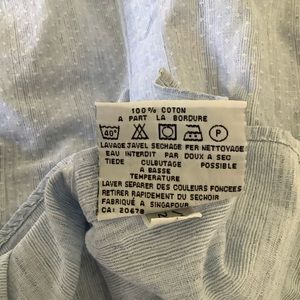 100% COTON
A PART LA BORDURE
40° P
LAVAGE JAVEL SECHAGE FER NETTOYAGE
EAU INTERDIT PAR DOUX A SEC
TIEDE CULBUTAGE POSSIBLE
A BASSE
TEMPERATURE
LAVER SEPARER DES COULEURS FONCEES
RETIRER RAPIDEMENT DU SECHOIR
FABRIQUÉ A SINGAPOUR
CA: 20678